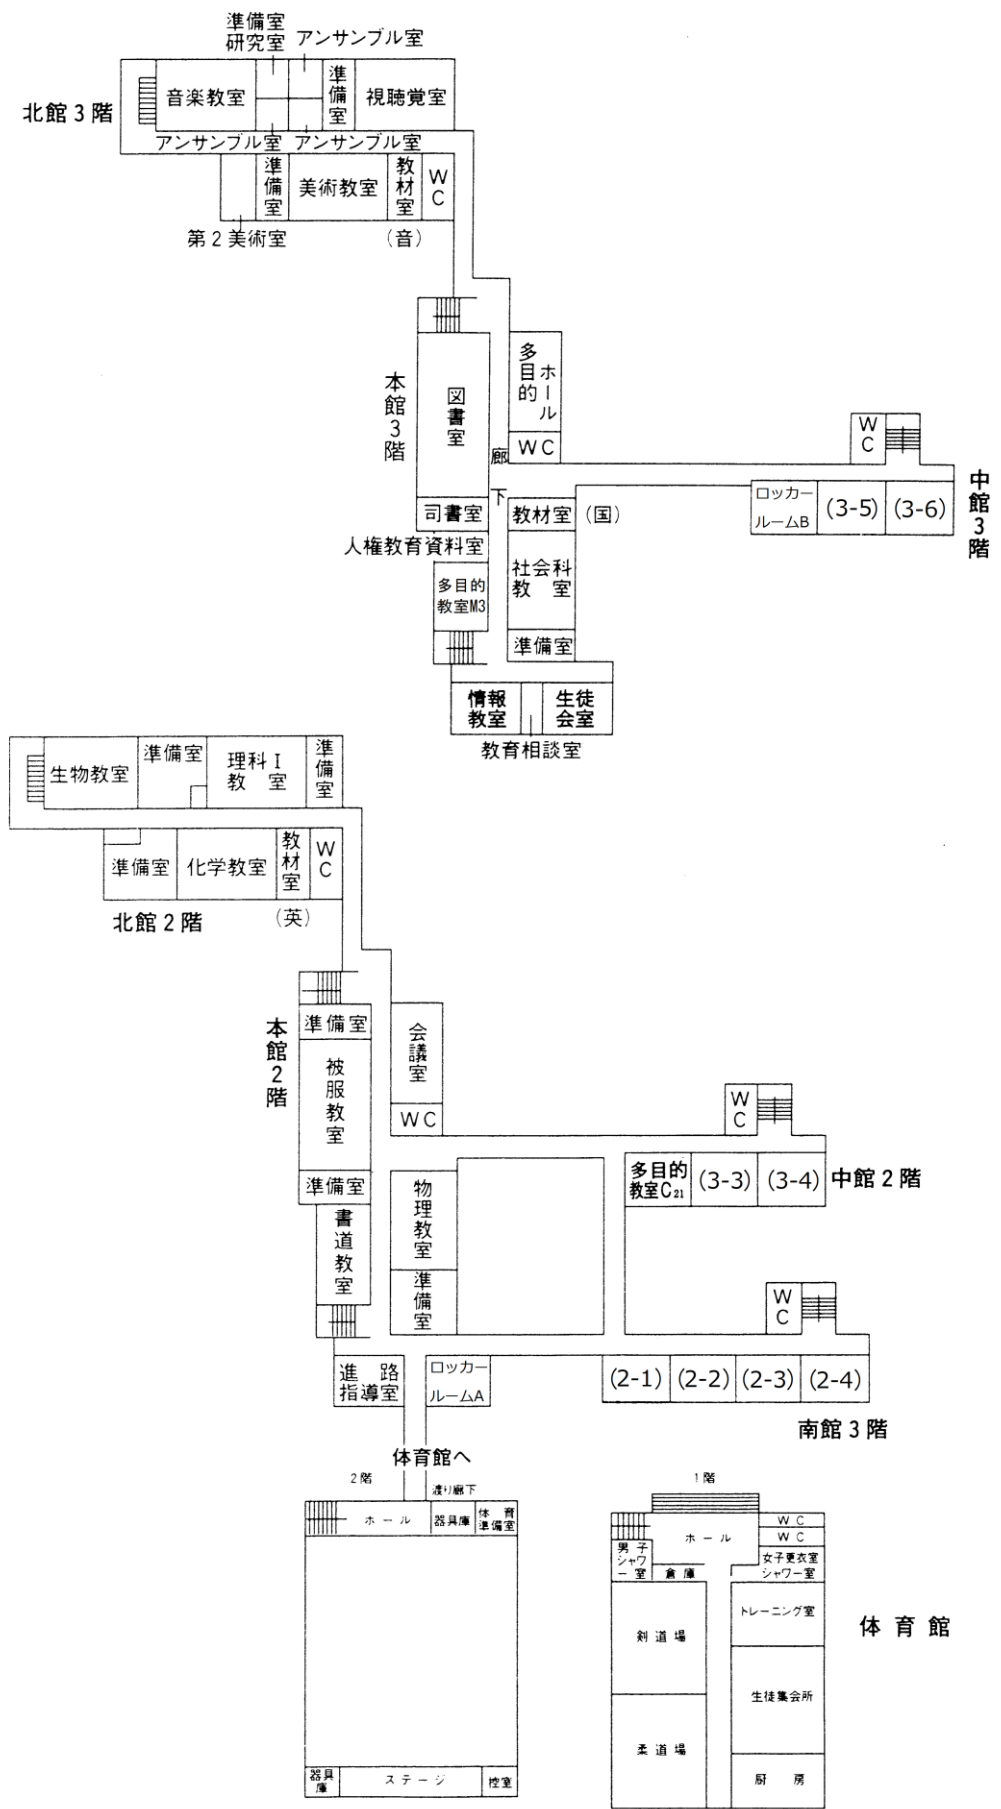 準備室
研究室
アンサンブル室
北館3階
音楽教室
準備室
視聴覚室
アンサンブル室
アンサンブル室
準備室
美術教室
教材室
WC
第2美術室
(音)
本館3階
図書室
多目的ホール
WC
廊下
WC
中館3階
ロッカー
ルームB
(3-5)
(3-6)
司書室
教材室
(国)
人権教育資料室
多目的
教室M3
社会科
教室
準備室
情報
教室
生徒
会室
教育相談室
生物教室
準備室
理科Ⅰ
教室
準備室
準備室
化学教室
教材室
WC
北館2階
(英)
本館2階
準備室
被服教室
会議室
WC
WC
準備室
物理教室
多目的
教室C21
(3-3)
(3-4)
中館2階
書道教室
準備室
WC
進路
指導室
ロッカー
ルームA
(2-1)
(2-2)
(2-3)
(2-4)
南館3階
体育館へ
2階
渡り廊下
ホール
器具庫
体育
準備室
器具庫
ステージ
控室
1階
ホール
WC
WC
男子
シャワ
ー室
倉庫
女子更衣室
シャワー室
トレーニング室
剣道場
体育館
生徒集会所
柔道場
厨房